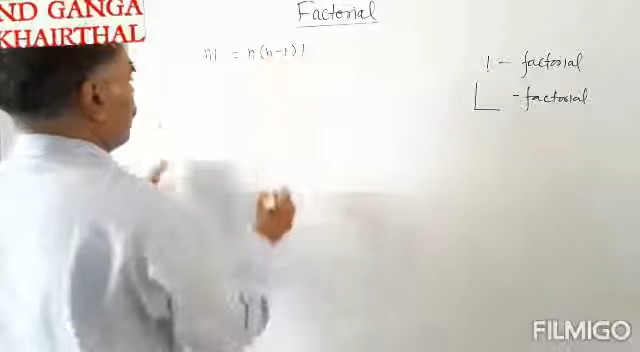 ND GANGA
KHAIRTHAL
Factorial
n! = n(n-1)!
! - factorial
∟ - factorial
FILMIGO